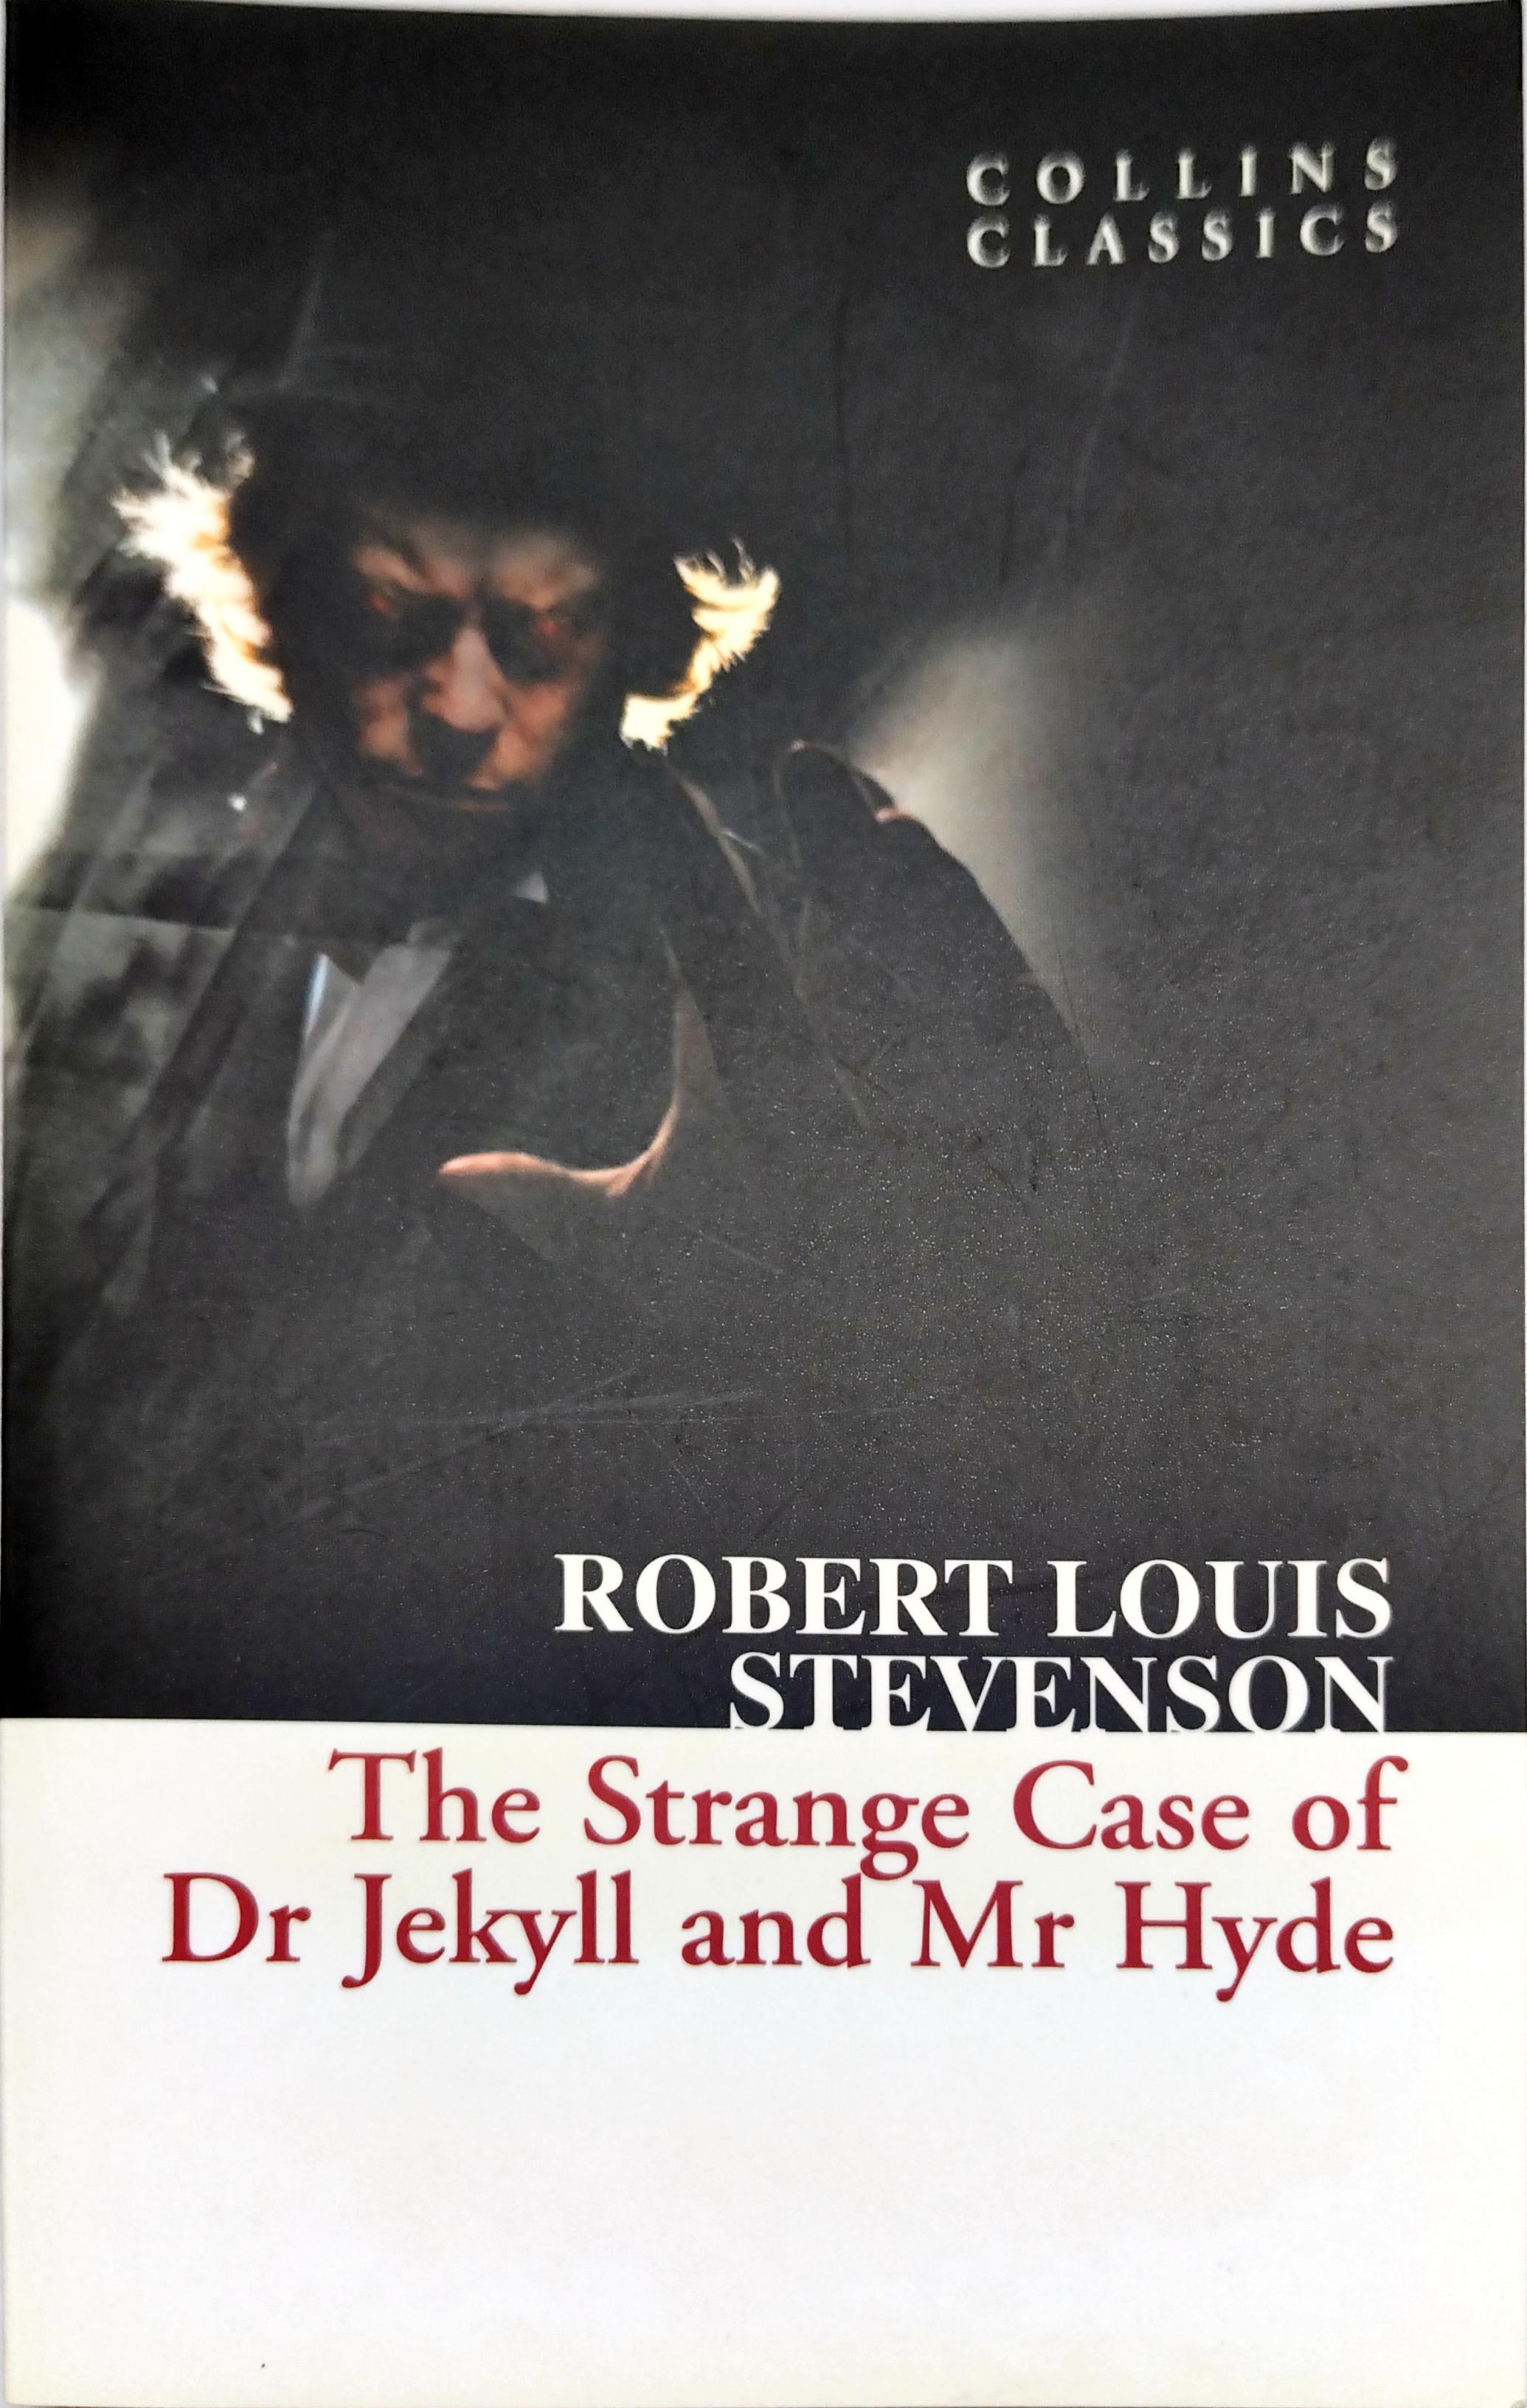 COLLINS
CLASSICS
ROBERT LOUIS
STEVENSON
The Strange Case of
Dr Jekyll and Mr Hyde